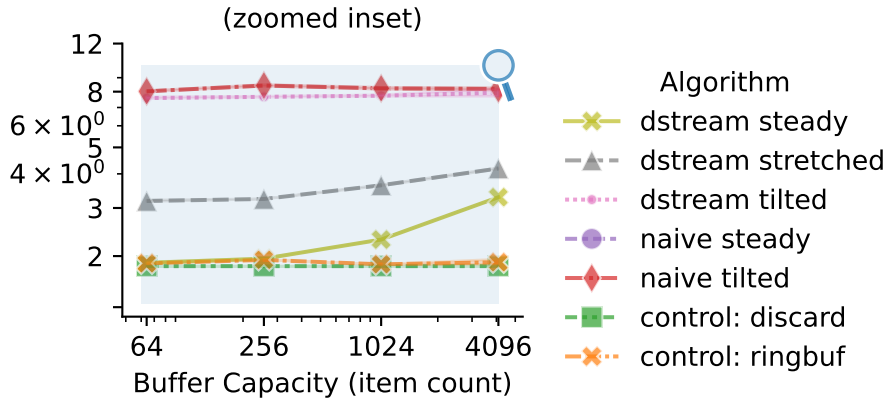 (zoomed inset)
12
8
6 × 10⁰
5
4 × 10⁰
3
2
64 256 1024 4096
Buffer Capacity (item count)
Algorithm
dstream steady
dstream stretched
dstream tilted
naive steady
naive tilted
control: discard
control: ringbuf